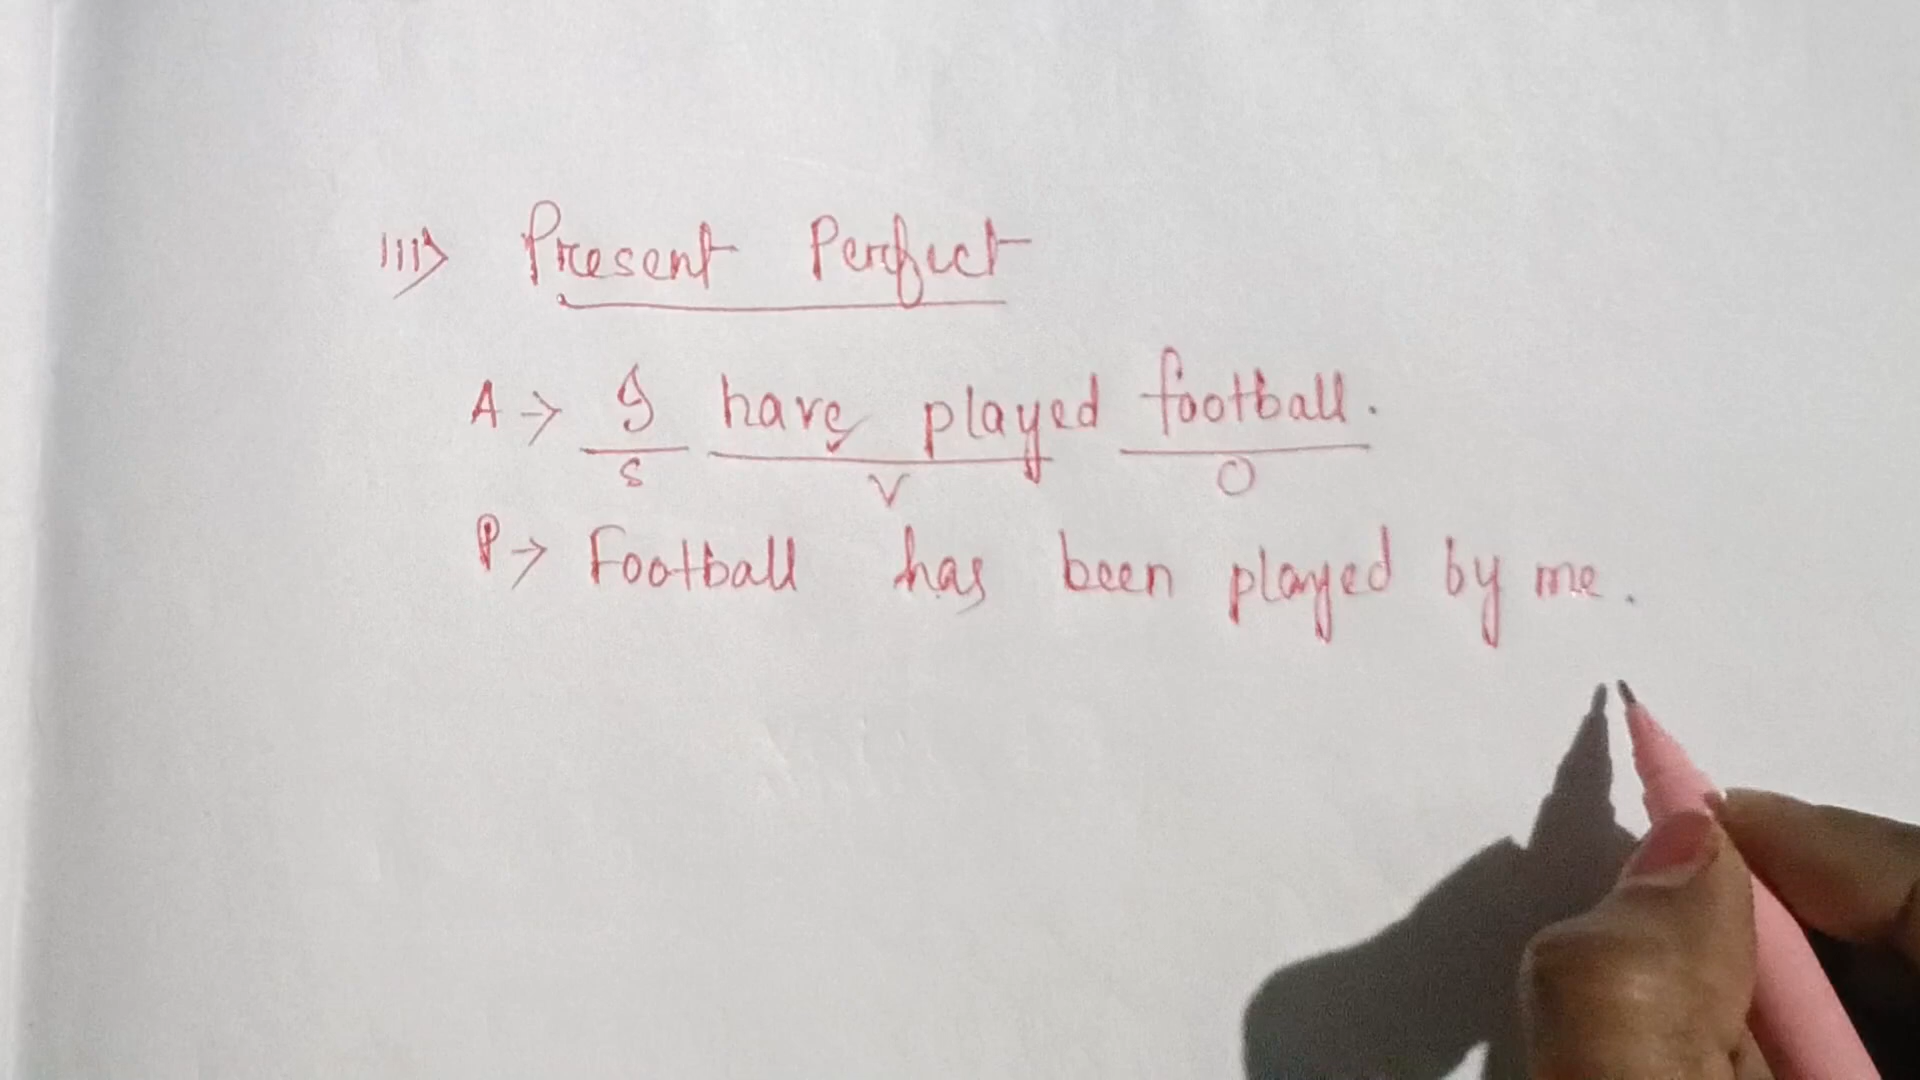 III> Present Perfect
A → I have played football.
S V O
P → Football has been played by me.